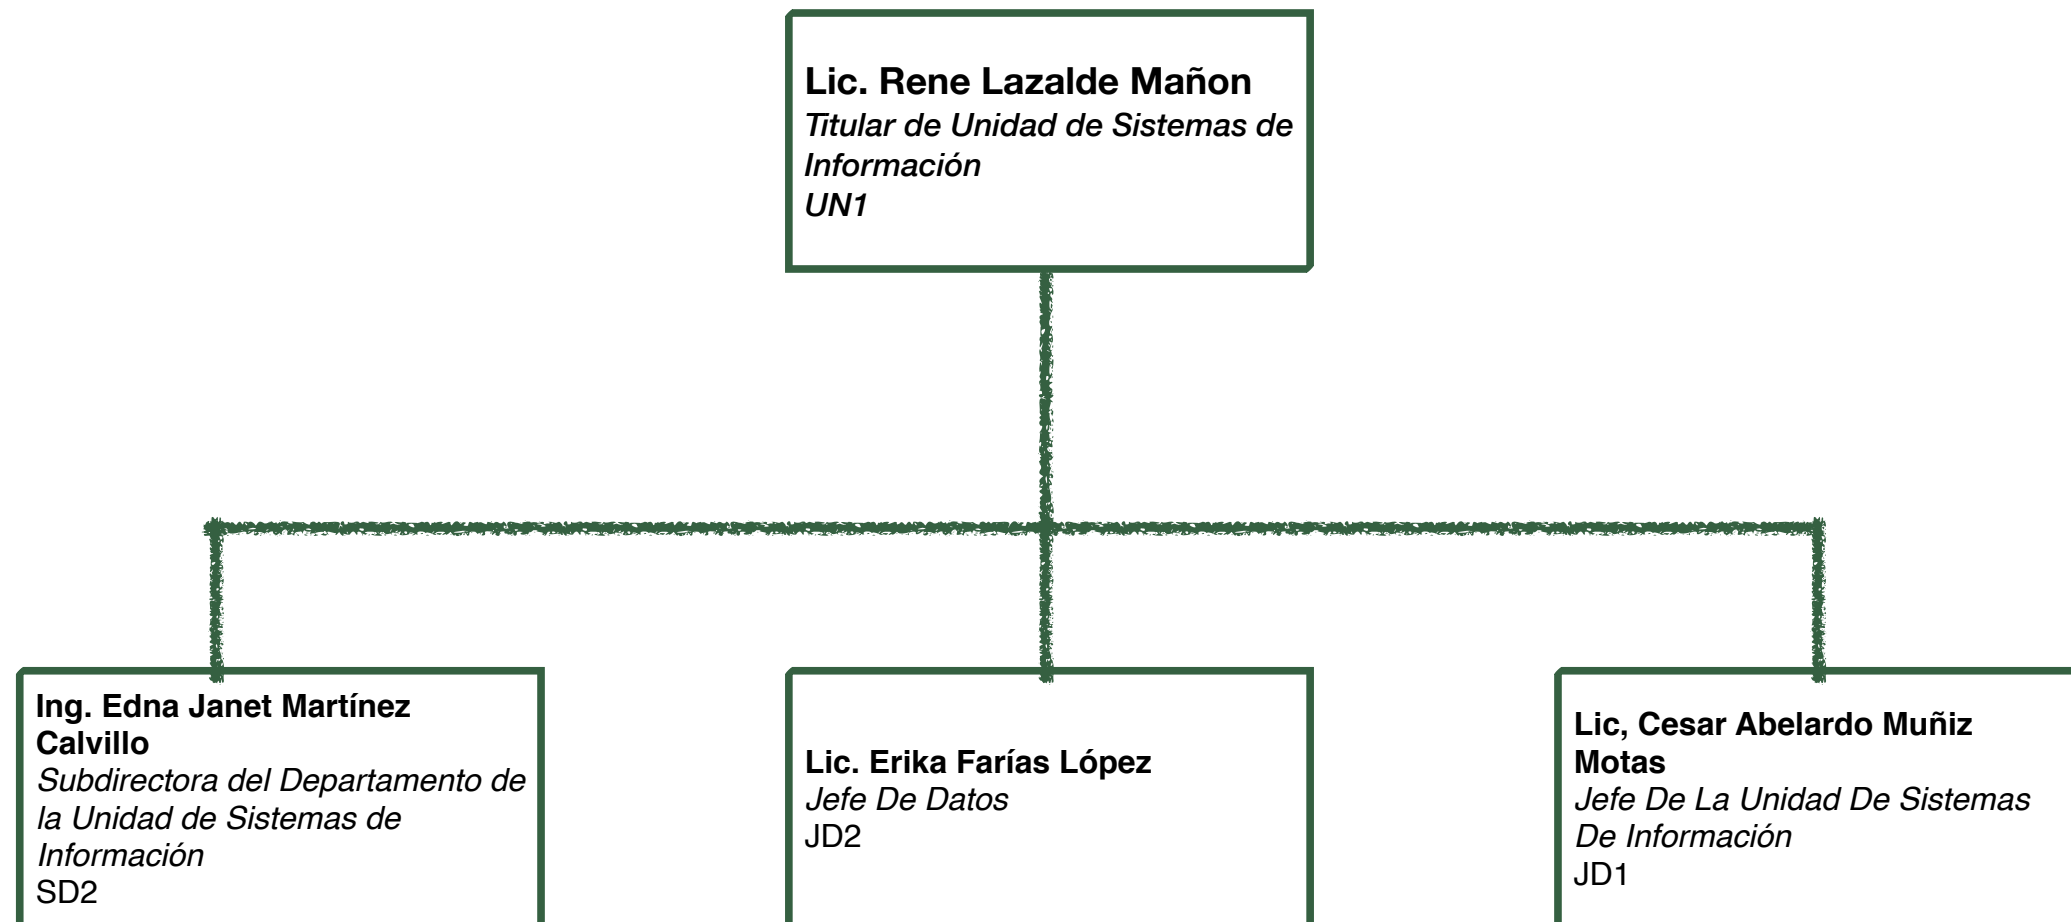 Lic. Rene Lazalde Mañon
Titular de Unidad de Sistemas de
Información
UN1
Ing. Edna Janet Martínez
Calvillo
Subdirectora del Departamento de
la Unidad de Sistemas de
Información
SD2
Lic. Erika Farías López
Jefe De Datos
JD2
Lic, Cesar Abelardo Muñiz
Motas
Jefe De La Unidad De Sistemas
De Información
JD1